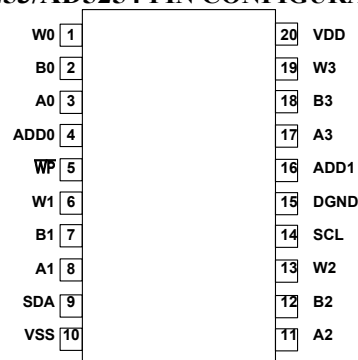 W0 1 20 VDD
B0 2 19 W3
A0 3 18 B3
ADD0 4 17 A3
WP 5 16 ADD1
W1 6 15 DGND
B1 7 14 SCL
A1 8 13 W2
SDA 9 12 B2
VSS 10 11 A2